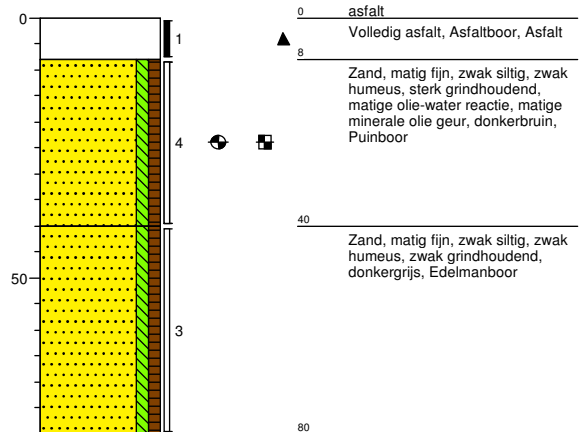 0
1
4
50
3
0
asfalt
Volledig asfalt, Asfaltboor, Asfalt
8
Zand, matig fijn, zwak siltig, zwak
humeus, sterk grindhoudend,
matige olie-water reactie, matige
minerale olie geur, donkerbruin,
Puinboor
40
Zand, matig fijn, zwak siltig, zwak
humeus, zwak grindhoudend,
donkergrijs, Edelmanboor
80